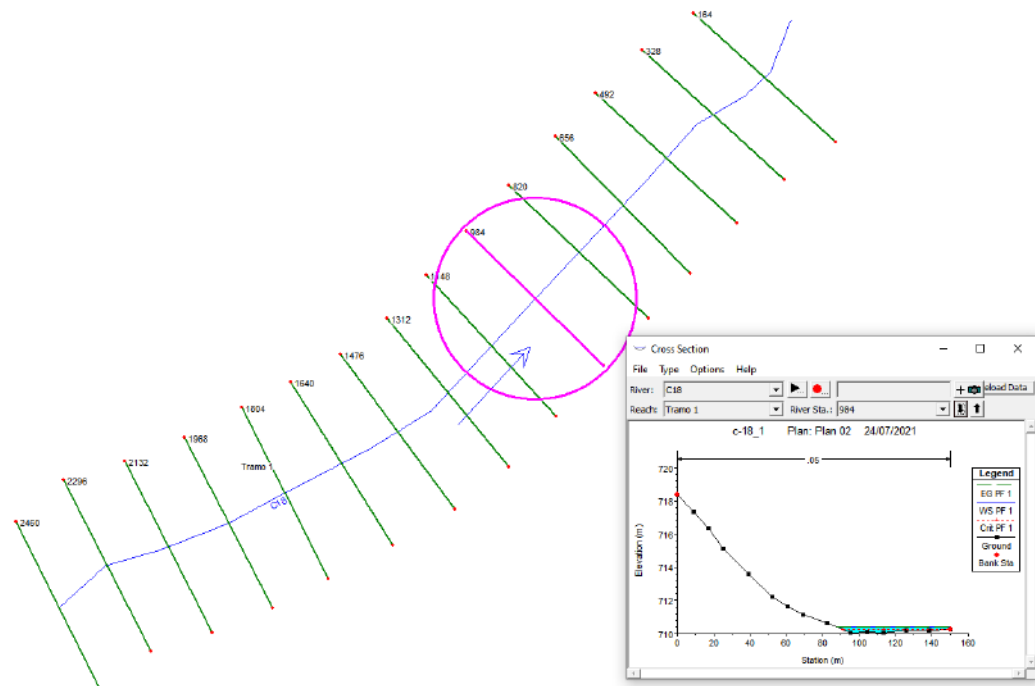 164
328
492
656
820
984
1148
1312
1476
1640
1804
1968
Tramo 1
2132
2296
C18
2460
Cross Section
File Type Options Help
River: C18
Reload Data
Reach: Tramo 1 River Sta.: 984
c-18_1 Plan: Plan 02 24/07/2021
.05
Legend
EG PF 1
WS PF 1
Crit PF 1
Ground
Bank Sta
Elevation (m)
720
718
716
714
712
710
0 20 40 60 80 100 120 140 160
Station (m)